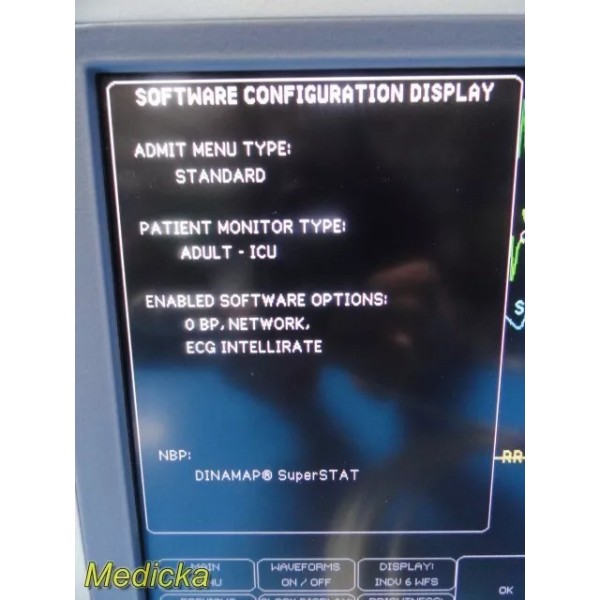 SOFTWARE CONFIGURATION DISPLAY
ADMIT MENU TYPE:
STANDARD
PATIENT MONITOR TYPE:
ADULT - ICU
ENABLED SOFTWARE OPTIONS:
0 BP, NETWORK,
ECG INTELLIRATE
NBP:
DINAMAP® SuperSTAT
RR
MAIN
WAVEFORMS
ON / OFF
DISPLAY:
INDV 6 WFS
OK
Medicka